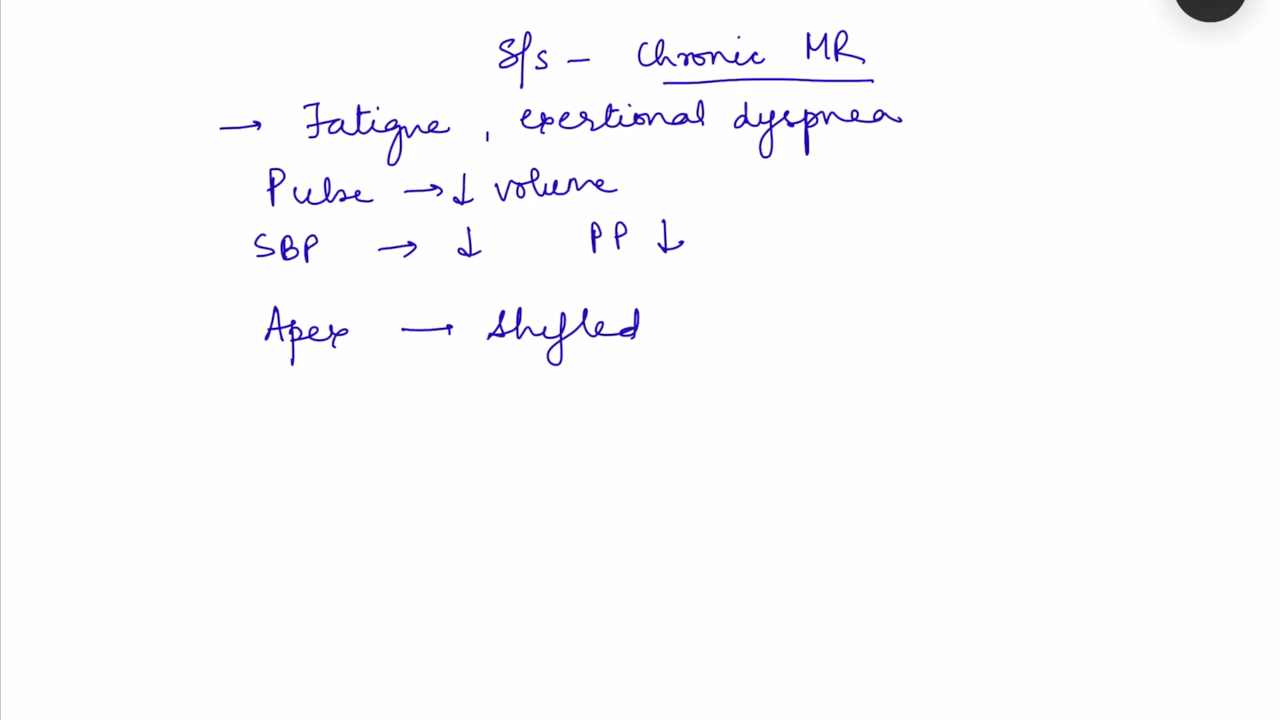 S/s - Chronic MR
→ Fatigue, exertional dyspnea
Pulse → ↓ volume
SBP → ↓ PP ↓
Apex → shifted